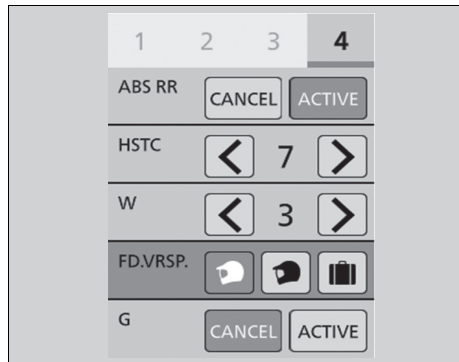 1 2 3 4
ABS RR CANCEL ACTIVE
HSTC 7
W 3
FD.VRSP.
G CANCEL ACTIVE